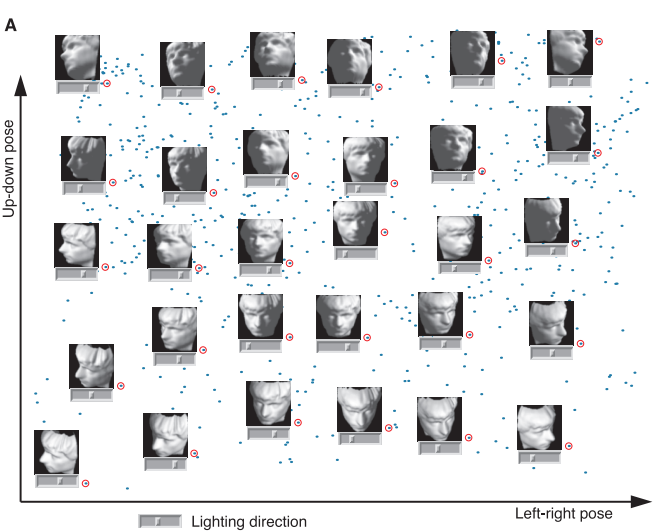 A
Up-down pose
Left-right pose
Lighting direction